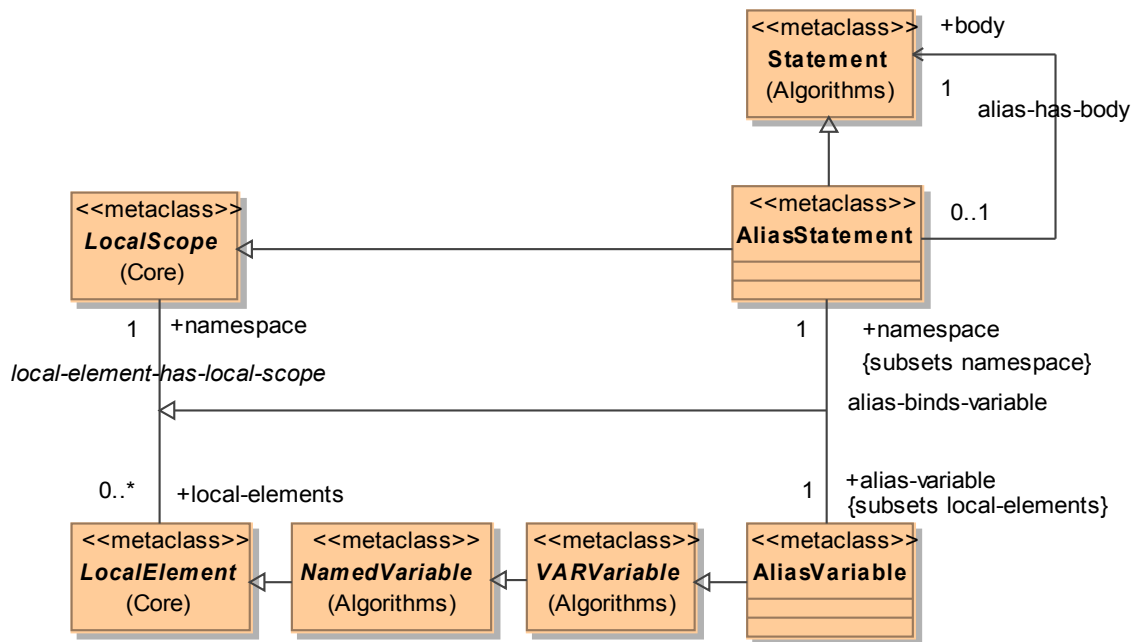 <<metaclass>>
Statement
(Algorithms)
+body
1
alias-has-body
<<metaclass>>
LocalScope
(Core)
<<metaclass>>
AliasStatement
0..1
1
+namespace
local-element-has-local-scope
1
+namespace
{subsets namespace}
alias-binds-variable
0..*
+local-elements
1
+alias-variable
{subsets local-elements}
<<metaclass>>
LocalElement
(Core)
<<metaclass>>
NamedVariable
(Algorithms)
<<metaclass>>
VARVariable
(Algorithms)
<<metaclass>>
AliasVariable